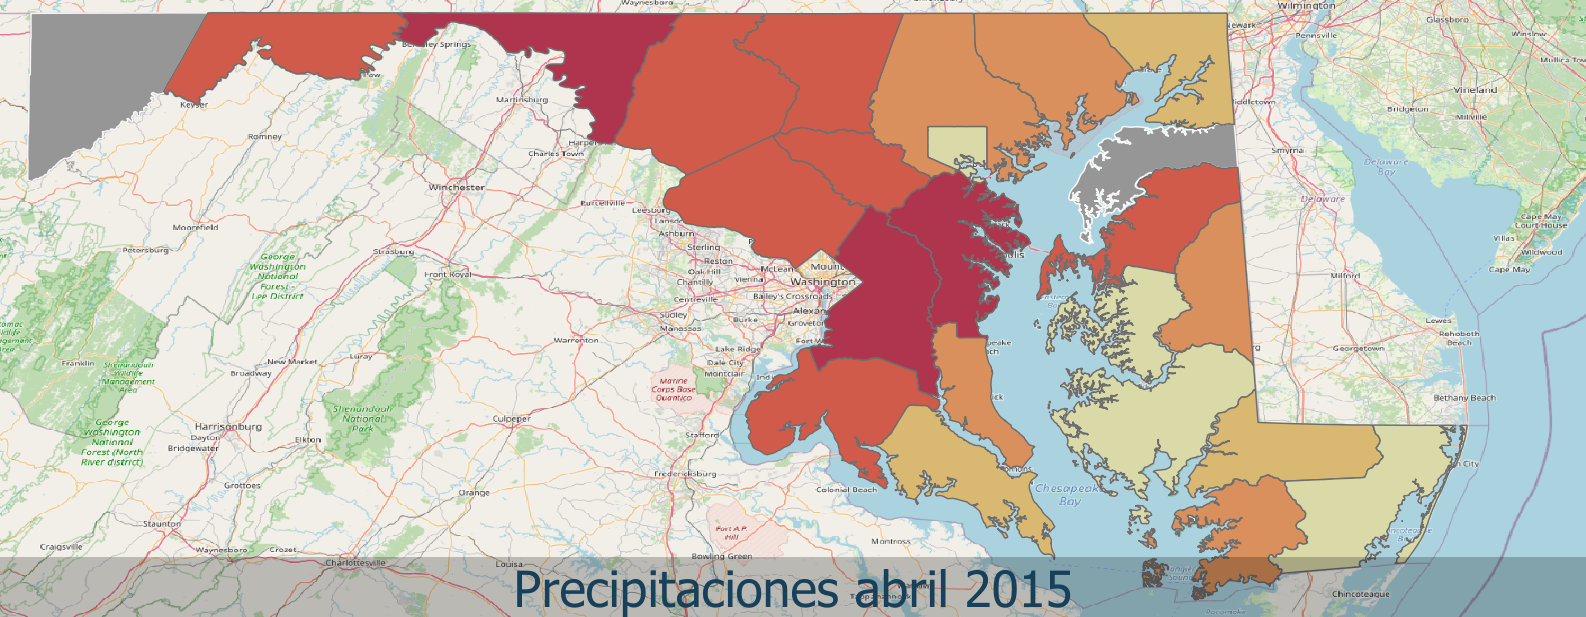 Waynesboro
Wilmington
Newark
Glassboro
Pennsville
Winslow
Berkeley Springs
Keyser
Martinsburg
Middletown
Vineland
Bridgeton
Millville
Romney
Charles Town
Smyrna
Delaware
Bay
Winchester
Purcellville
Leesburg
Delaware
Moorefield
Ashburn
Cape May
Court House
Petersburg
Strasburg
Sterling
Villas
Wildwood
George
Washington
National
Forest -
Lee District
Front Royal
Reston
McLean
Mount
Oak Hill
Cape May
Chantilly
Vienna
Washington
Milford
Bailey's Crossroads
Centreville
Sudley
Burke
Groveton
Manassas
Lewes
Rehoboth
Beach
Franklin
New Market
Luray
Warrenton
Lake Ridge
Georgetown
Shenandoah
Wildlife
Management
Area
Broadway
Dale City
Montclair
Marine
Corps Base
Quantico
Bethany Beach
Shenandoah
National
Park
Culpeper
George
Washington
National
Forest (North
River district)
Harrisonburg
Dayton
Bridgewater
Elkton
Stafford
Fredericksburg
Grottoes
Orange
Colonial Beach
Chesapeake
Bay
Staunton
Fort A.P.
Hill
Craigsville
Waynesboro
Crozet
Montross
Charlottesville
Louisa
Bowling Green
Precipitaciones abril 2015
Chincoteague